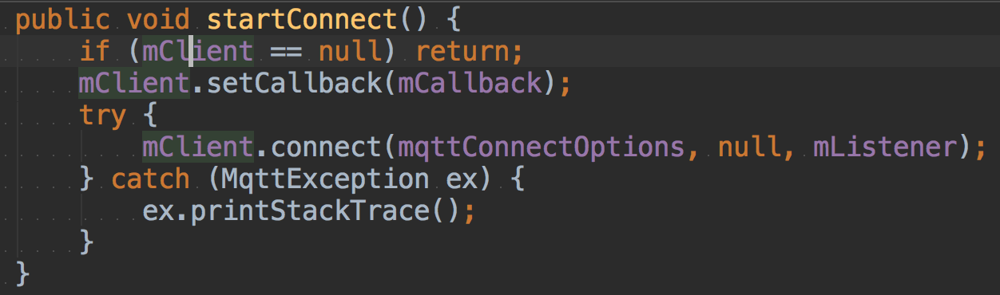 public void startConnect() {
if (mClient == null) return;
mClient.setCallback(mCallback);
try {
mClient.connect(mqttConnectOptions, null, mListener);
} catch (MqttException ex) {
ex.printStackTrace();
}
}